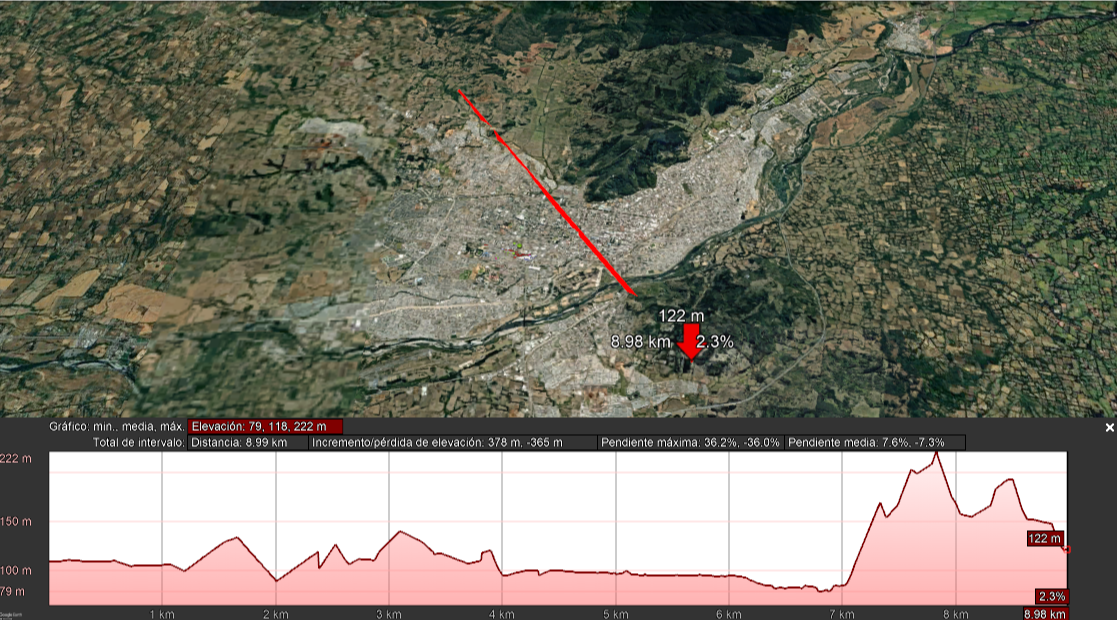 122 m
8.98 km 2.3%
Gráfico: min., media, máx. Elevación: 79, 118, 222 m
Total de intervalo: Distancia: 8.99 km Incremento/pérdida de elevación: 378 m, -365 m Pendiente máxima: 36.2%, -36.0% Pendiente media: 7.6%, -7.3%
222 m
150 m
122 m
100 m
79 m
2.3%
1 km 2 km 3 km 4 km 5 km 6 km 7 km 8 km 8.98 km